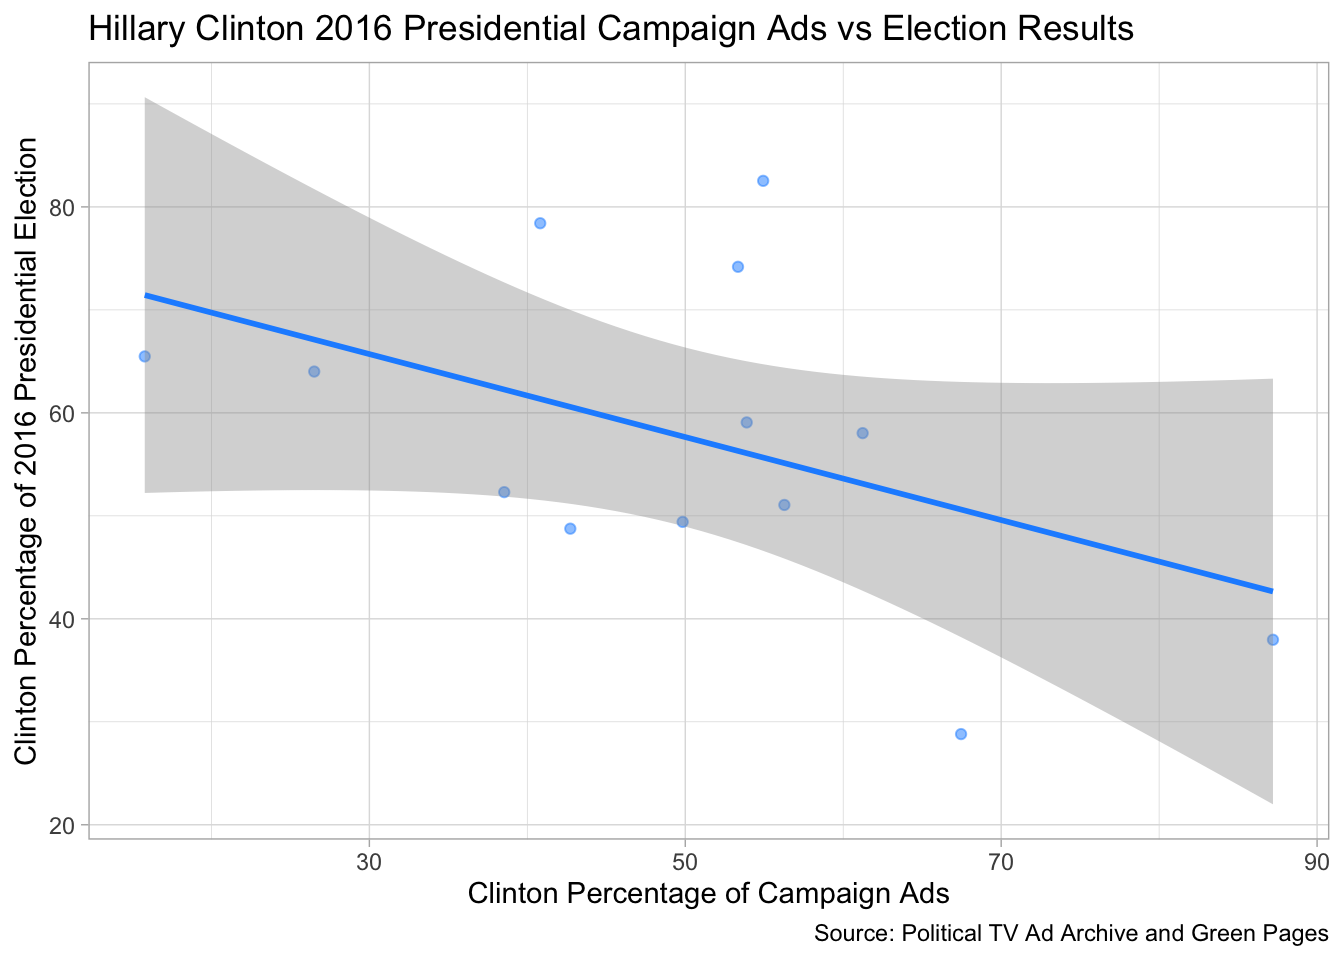 Hillary Clinton 2016 Presidential Campaign Ads vs Election Results
Clinton Percentage of 2016 Presidential Election
80
60
40
20
30 50 70 90
Clinton Percentage of Campaign Ads
Source: Political TV Ad Archive and Green Pages